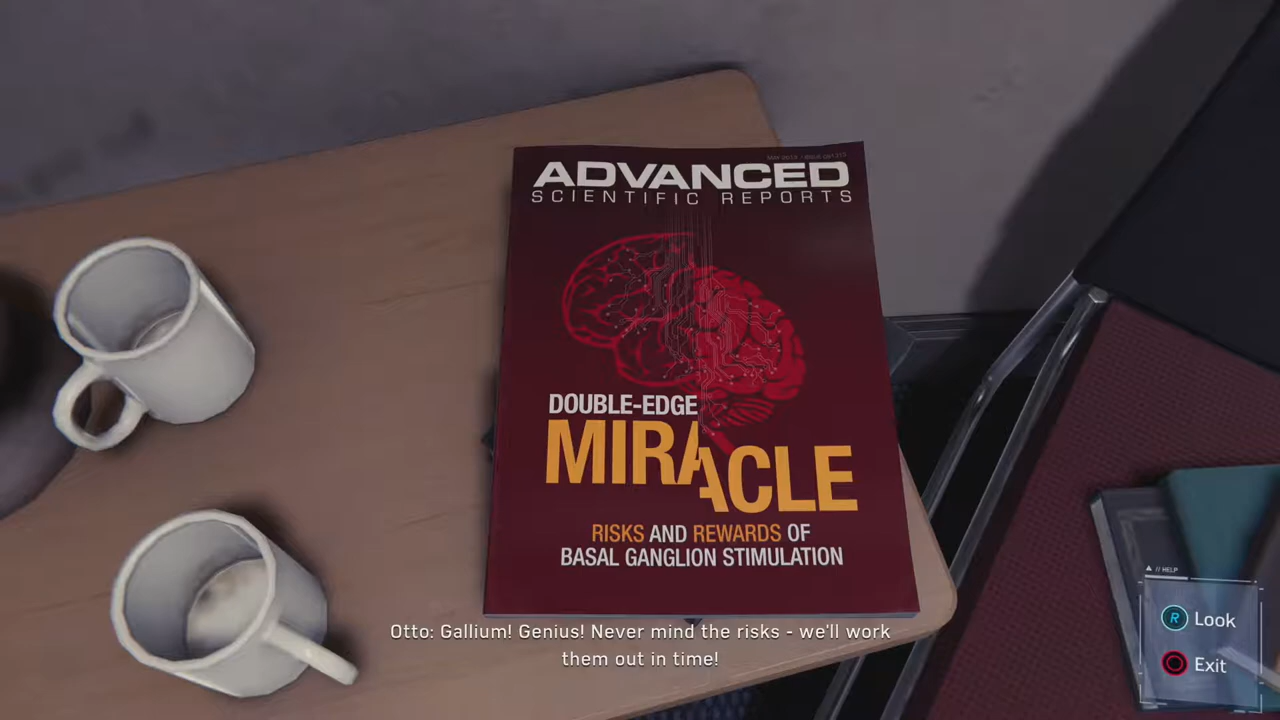 ADVANCED
SCIENTIFIC REPORTS
DOUBLE-EDGE
MIRACLE
RISKS AND REWARDS OF
BASAL GANGLION STIMULATION
Otto: Gallium! Genius! Never mind the risks - we'll work
them out in time!
// HELP
R Look
Exit